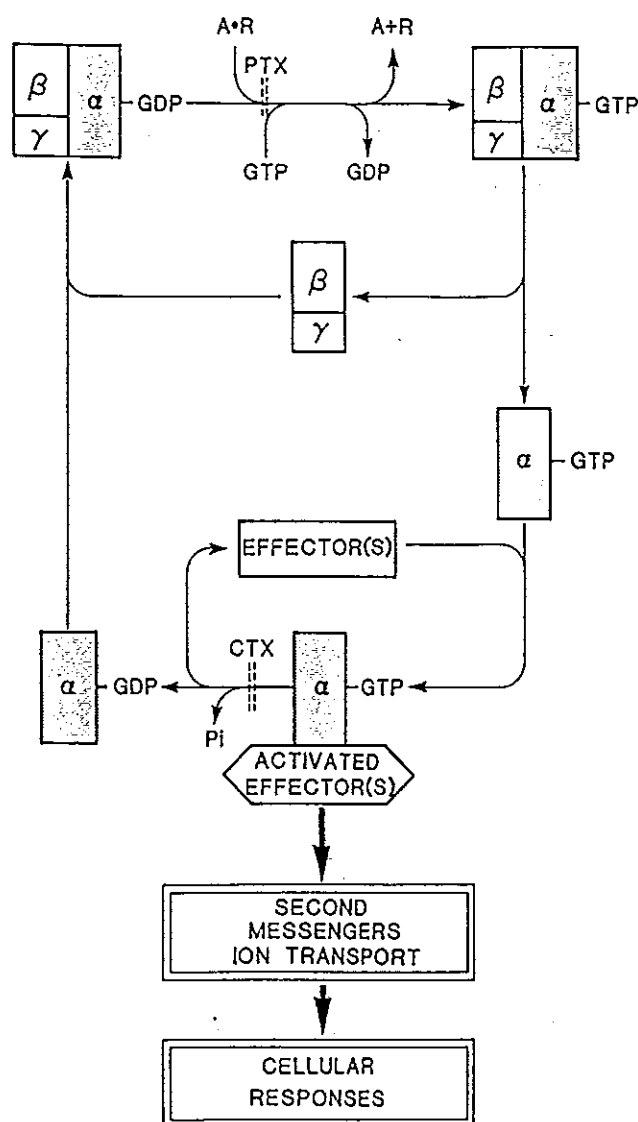 A•R
A+R
PTX
β
α
GDP
γ
GTP
GDP
β
α
GTP
γ
β
γ
α
GTP
EFFECTOR(S)
CTX
α
GDP
α
GTP
Pi
ACTIVATED
EFFECTOR(S)
SECOND
MESSENGERS
ION TRANSPORT
CELLULAR
RESPONSES